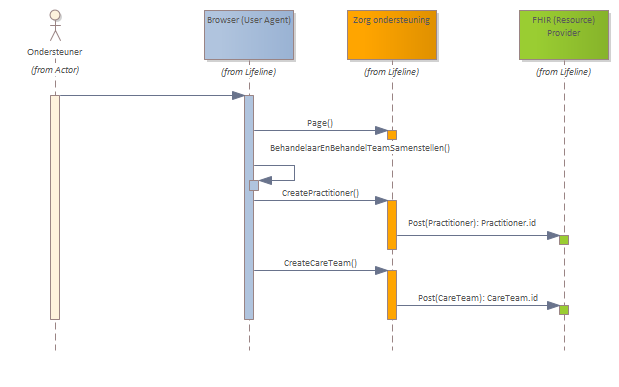 Browser (User Agent)
Zorg ondersteuning
FHIR (Resource)
Provider
Ondersteuner
(from Actor)
(from Lifeline)
(from Lifeline)
(from Lifeline)
Page()
BehandelaarEnBehandelTeamSamenstellen()
CreatePractitioner()
Post(Practitioner): Practitioner.id
CreateCareTeam()
Post(CareTeam): CareTeam.id